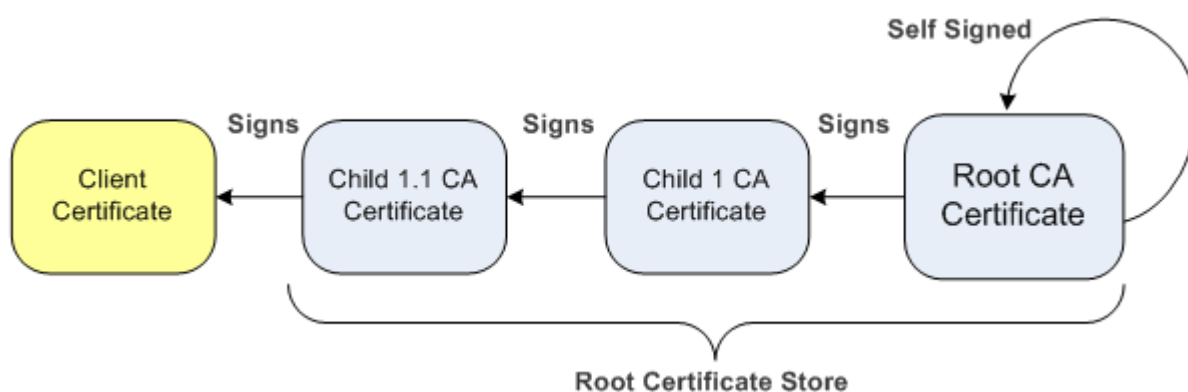 Self Signed
Signs
Signs
Signs
Client
Certificate
Child 1.1 CA
Certificate
Child 1 CA
Certificate
Root CA
Certificate
Root Certificate Store